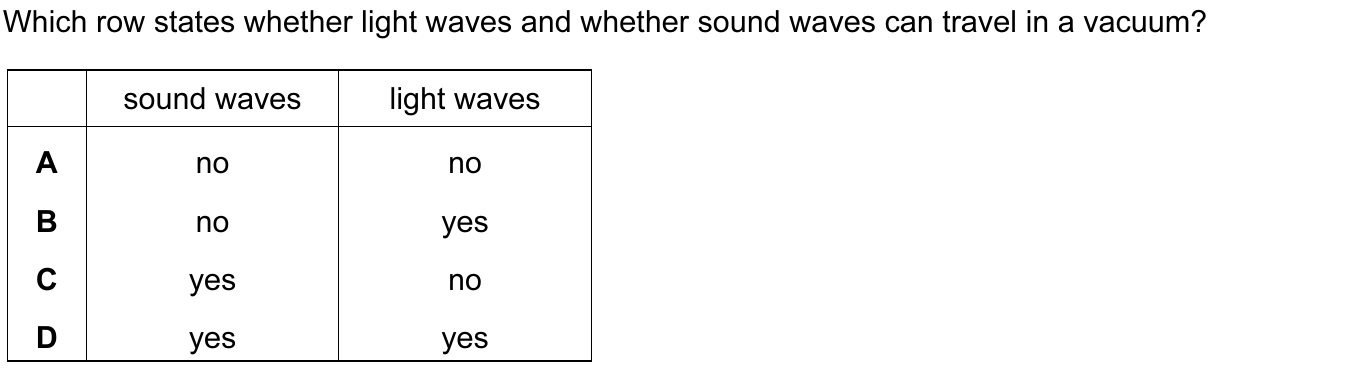 Which row states whether light waves and whether sound waves can travel in a vacuum?
sound waves light waves
A no no
B no yes
C yes no
D yes yes